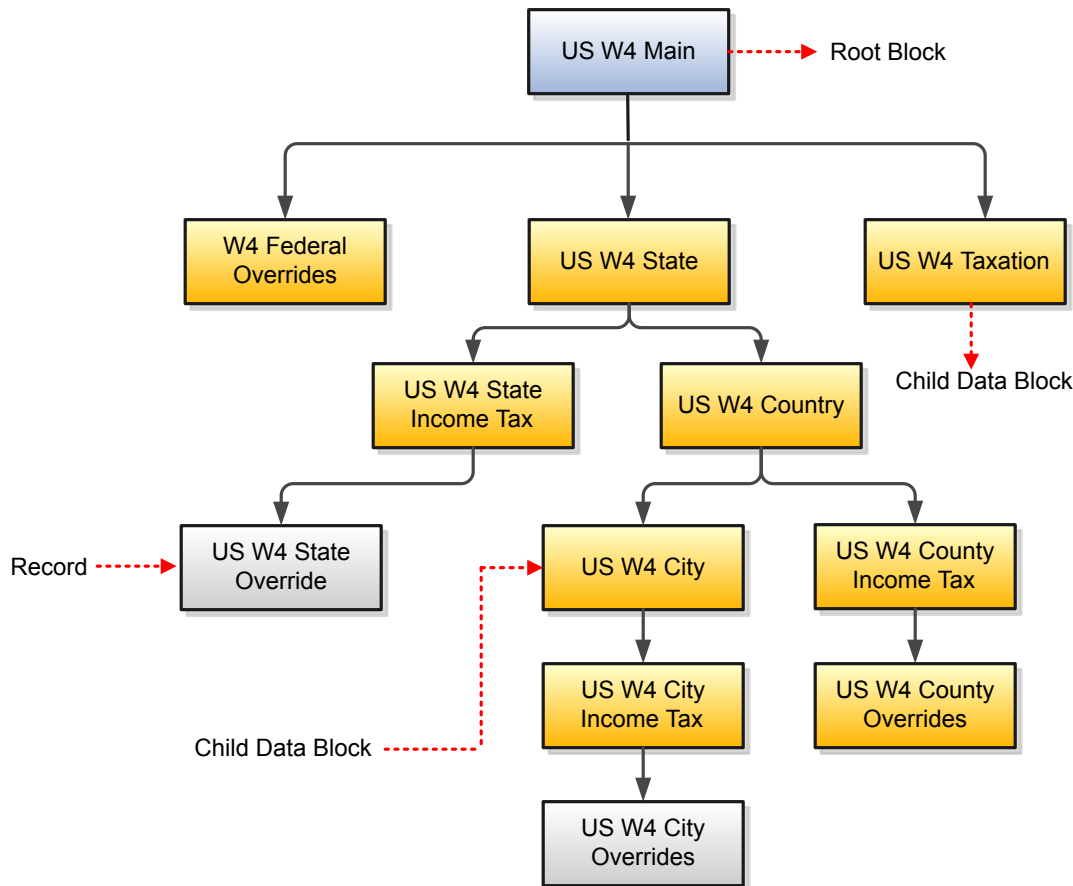 US W4 Main
Root Block
W4 Federal
Overrides
US W4 State
US W4 Taxation
Child Data Block
US W4 State
Income Tax
US W4 Country
Record
US W4 State
Override
US W4 City
US W4 County
Income Tax
Child Data Block
US W4 City
Income Tax
US W4 County
Overrides
US W4 City
Overrides